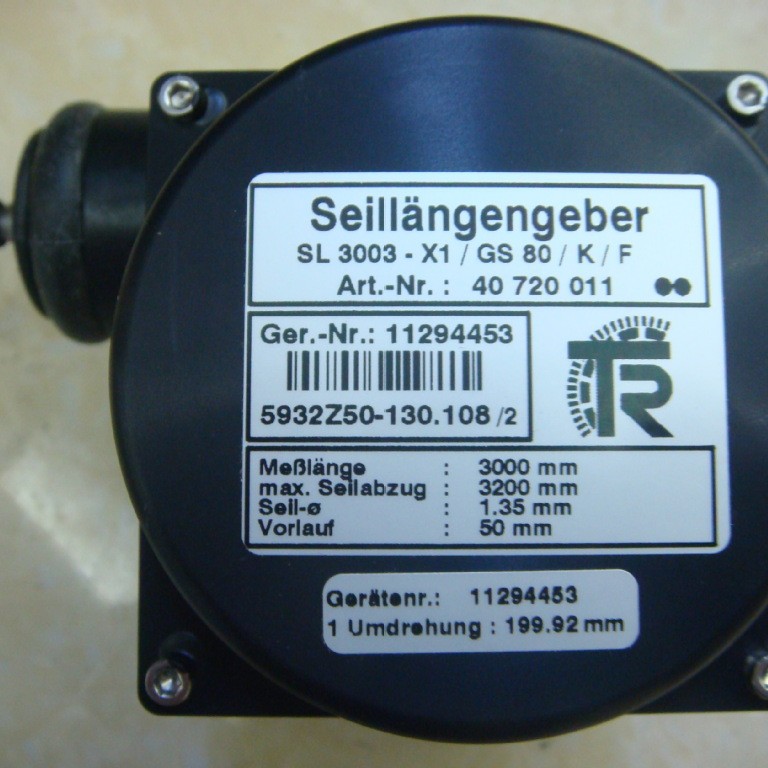 Seillängengeber
SL 3003 - X1 / GS 80 / K / F
Art.-Nr. : 40 720 011
Ger.-Nr.: 11294453
TR
5932Z50-130.108 /2
Meßlänge : 3000 mm
max. Seilabzug : 3200 mm
Seil-ø : 1.35 mm
Vorlauf : 50 mm
Gerätenr.: 11294453
1 Umdrehung : 199.92 mm